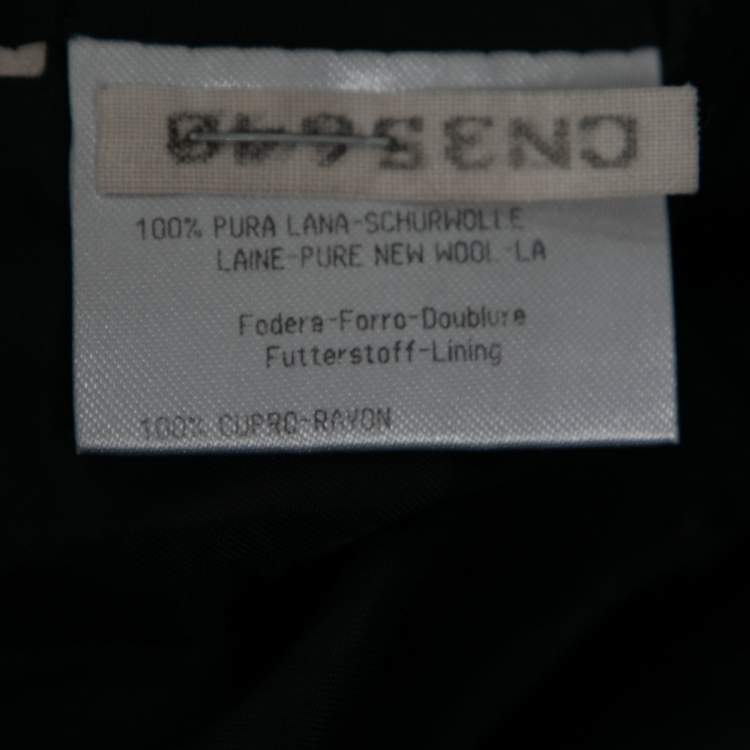 100% PURA LANA-SCHURWOLLE
LAINE-PURE NEW WOOL-LA
Fodera-Forro-Doublure
Futterstoff-Lining
100% CUPRO-RAYON